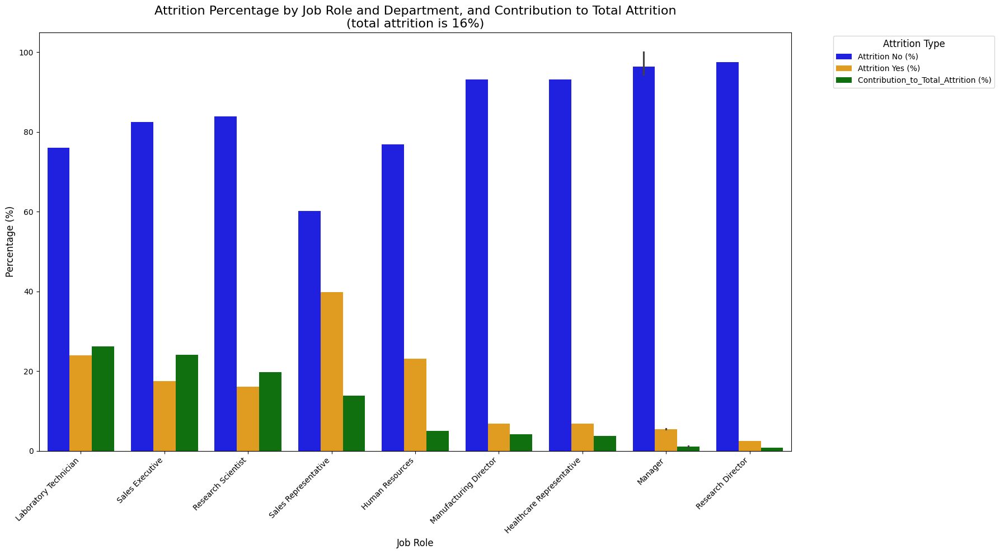 Attrition Percentage by Job Role and Department, and Contribution to Total Attrition
(total attrition is 16%)
Attrition Type
Attrition No (%)
Attrition Yes (%)
Contribution_to_Total_Attrition (%)
Percentage (%)
100
80
60
40
20
0
Laboratory Technician
Sales Executive
Research Scientist
Sales Representative
Human Resources
Manufacturing Director
Healthcare Representative
Manager
Research Director
Job Role